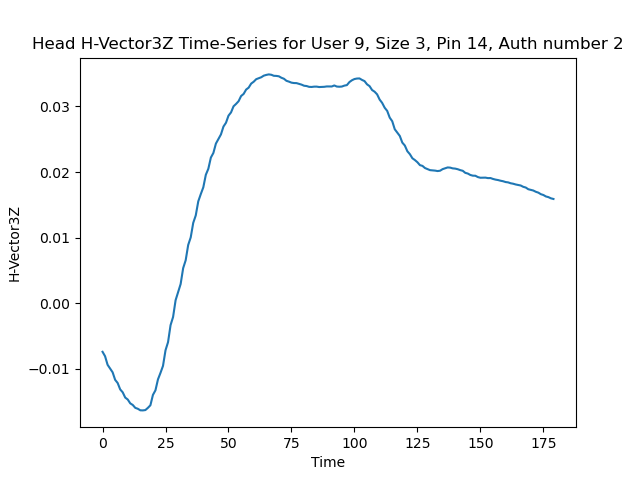 Head H-Vector3Z Time-Series for User 9, Size 3, Pin 14, Auth number 2
H-Vector3Z
0.03
0.02
0.01
0.00
−0.01
0 25 50 75 100 125 150 175
Time